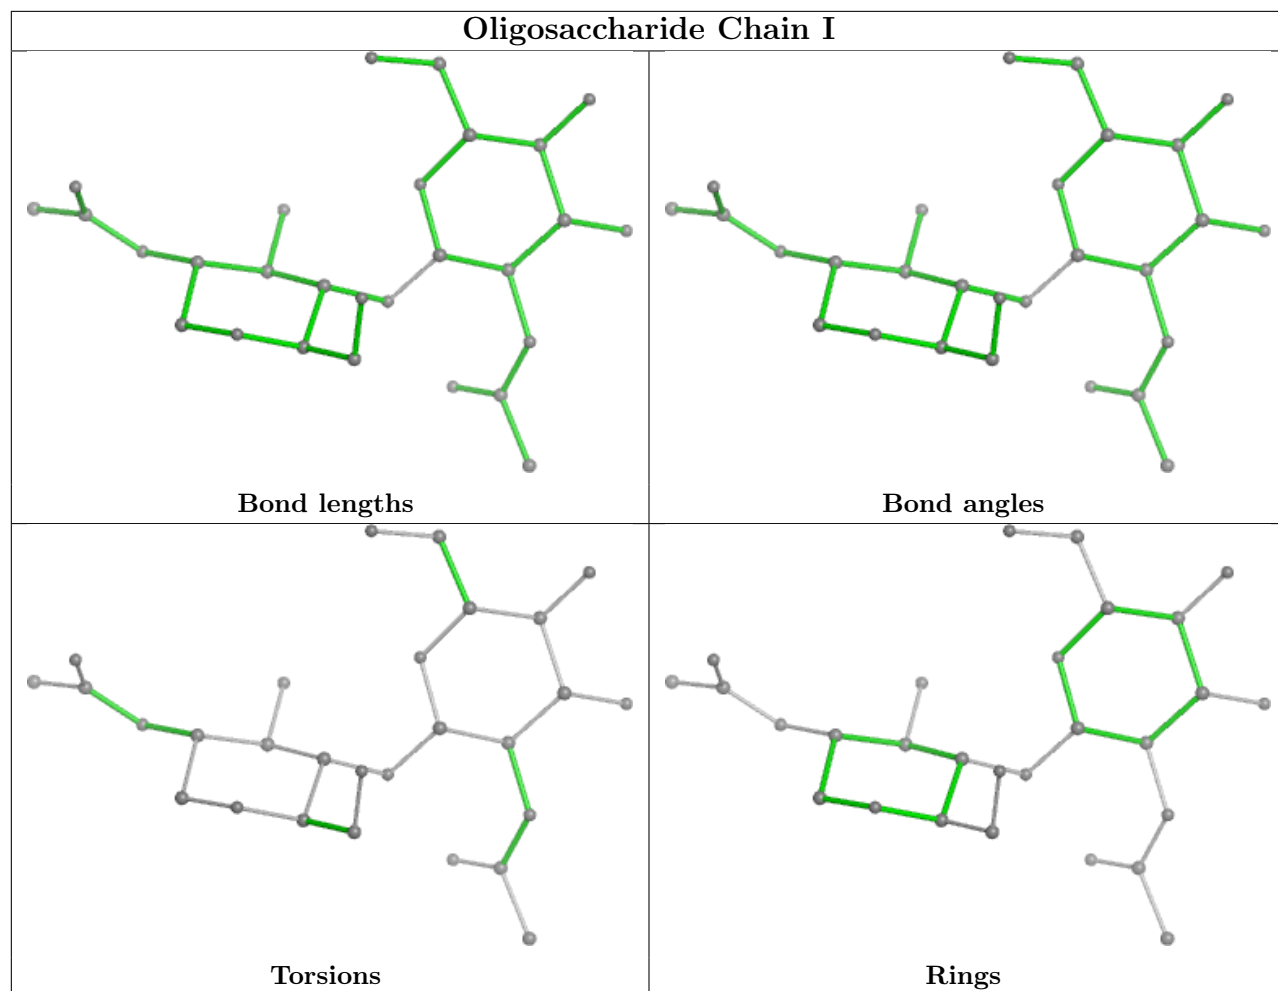 Oligosaccharide Chain I
Bond lengths
Bond angles
Torsions
Rings